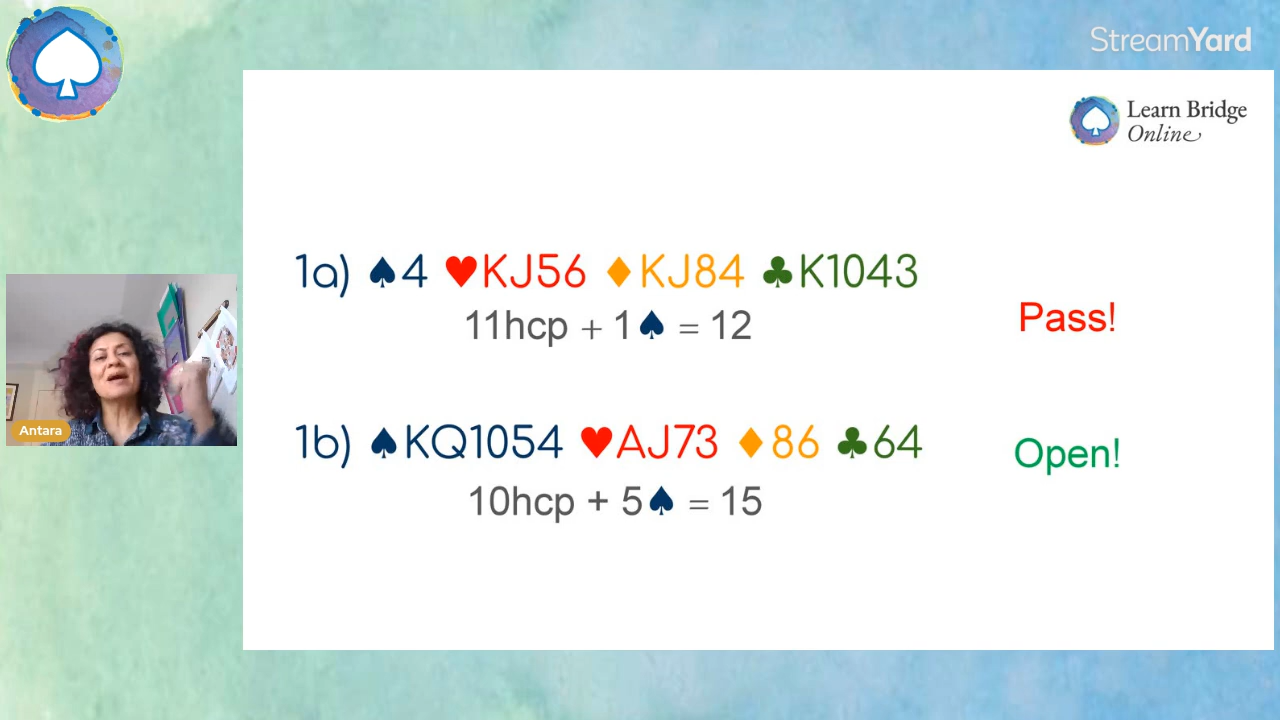 StreamYard
Learn Bridge
Online
1a) ♠4 ♥KJ56 ♦KJ84 ♣K1043
11hcp + 1♠ = 12
Pass!
1b) ♠KQ1054 ♥AJ73 ♦86 ♣64
10hcp + 5♠ = 15
Open!
Antara